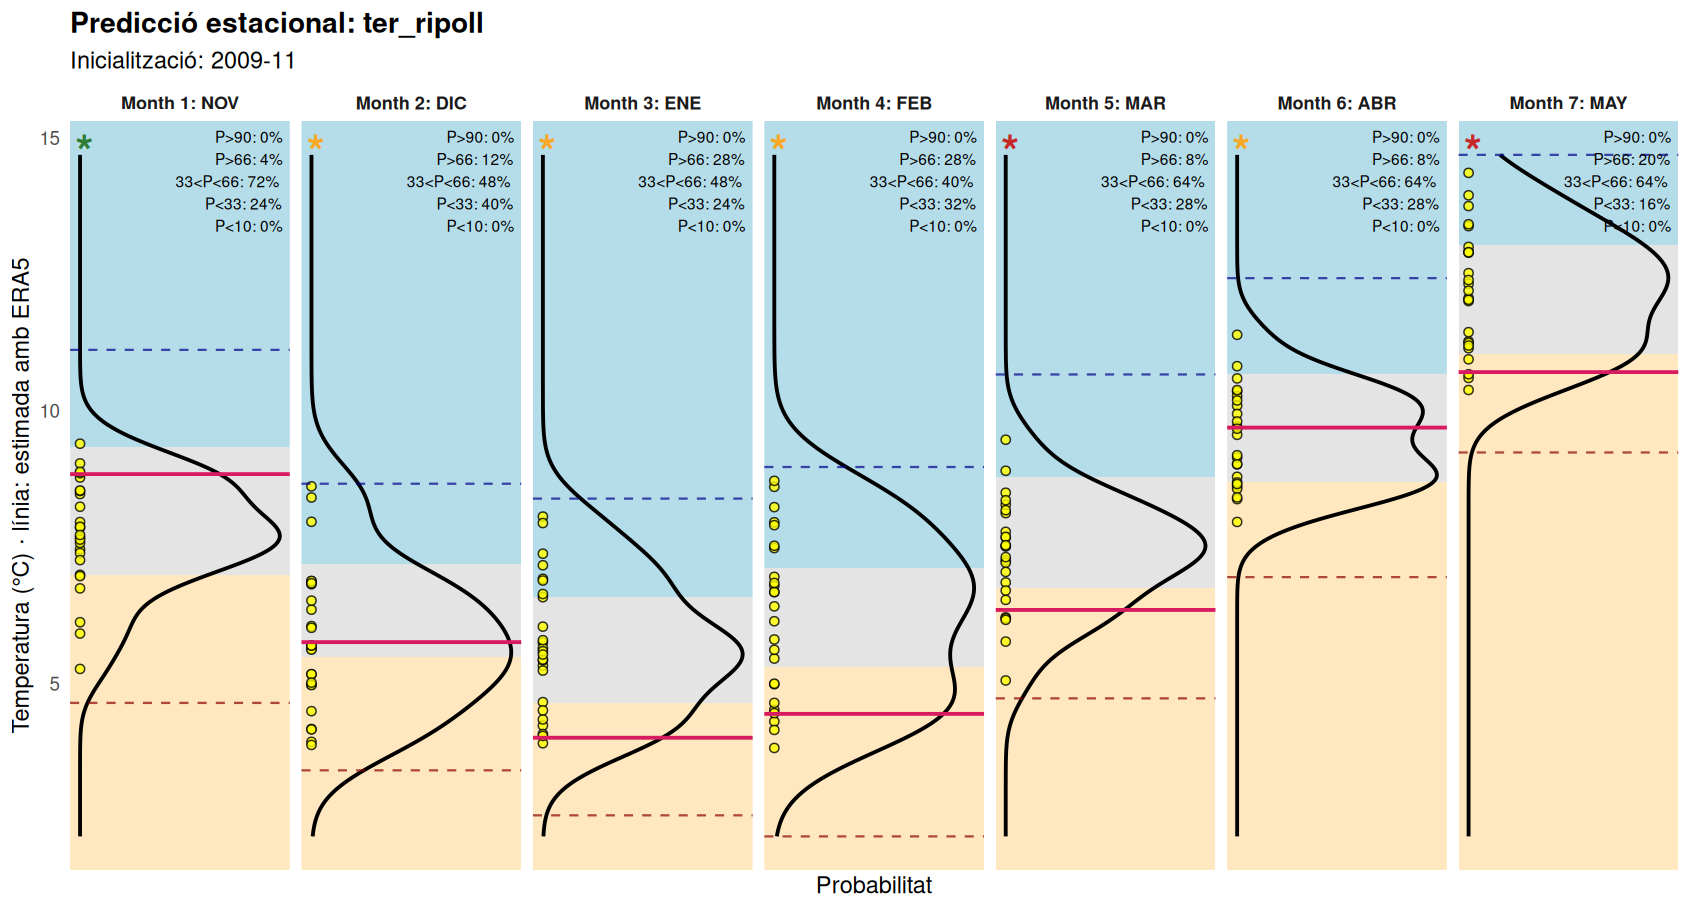 Predicció estacional: ter_ripoll
Inicialització: 2009-11
Month 1: NOV
Month 2: DIC
Month 3: ENE
Month 4: FEB
Month 5: MAR
Month 6: ABR
Month 7: MAY
*
P>90: 0%
P>66: 4%
33<P<66: 72%
P<33: 24%
P<10: 0%
*
P>90: 0%
P>66: 12%
33<P<66: 48%
P<33: 40%
P<10: 0%
*
P>90: 0%
P>66: 28%
33<P<66: 48%
P<33: 24%
P<10: 0%
*
P>90: 0%
P>66: 28%
33<P<66: 40%
P<33: 32%
P<10: 0%
*
P>90: 0%
P>66: 8%
33<P<66: 64%
P<33: 28%
P<10: 0%
*
P>90: 0%
P>66: 8%
33<P<66: 64%
P<33: 28%
P<10: 0%
*
P>90: 0%
P>66: 20%
33<P<66: 64%
P<33: 16%
P<10: 0%
15
10
5
Temperatura (°C) · línia: estimada amb ERA5
Probabilitat